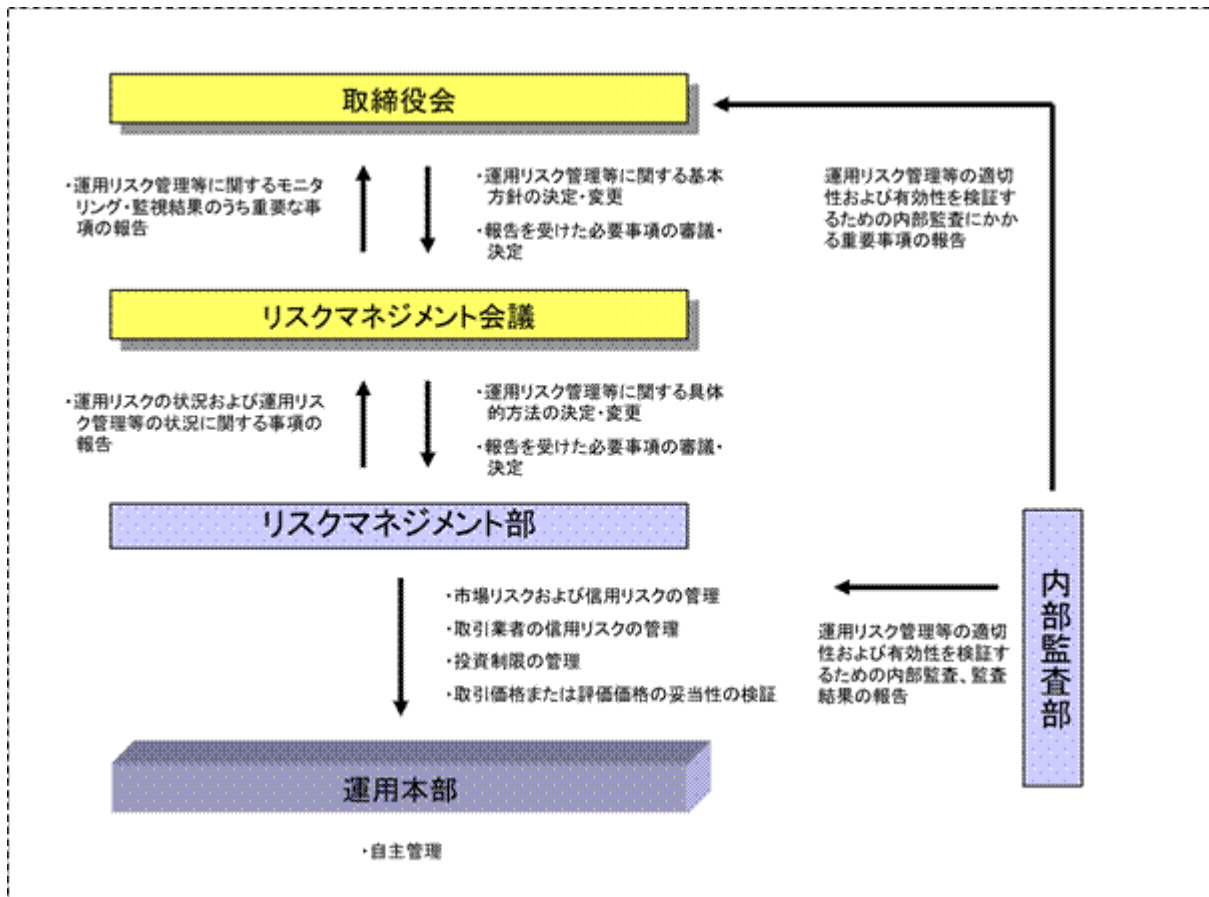 取締役会
・運用リスク管理等に関するモニタ
リング・監視結果のうち重要な事
項の報告
・運用リスク管理等に関する基本
方針の決定・変更
・報告を受けた必要事項の審議・
決定
運用リスク管理等の適切
性および有効性を検証す
るための内部監査にかか
る重要事項の報告
リスクマネジメント会議
・運用リスクの状況および運用リス
ク管理等の状況に関する事項の
報告
・運用リスク管理等に関する具体
的方法の決定・変更
・報告を受けた必要事項の審議・
決定
リスクマネジメント部
・市場リスクおよび信用リスクの管理
・取引業者の信用リスクの管理
・投資制限の管理
・取引価格または評価価格の妥当性の検証
運用リスク管理等の適切
性および有効性を検証す
るための内部監査、監査
結果の報告
内部監査部
運用本部
・自主管理